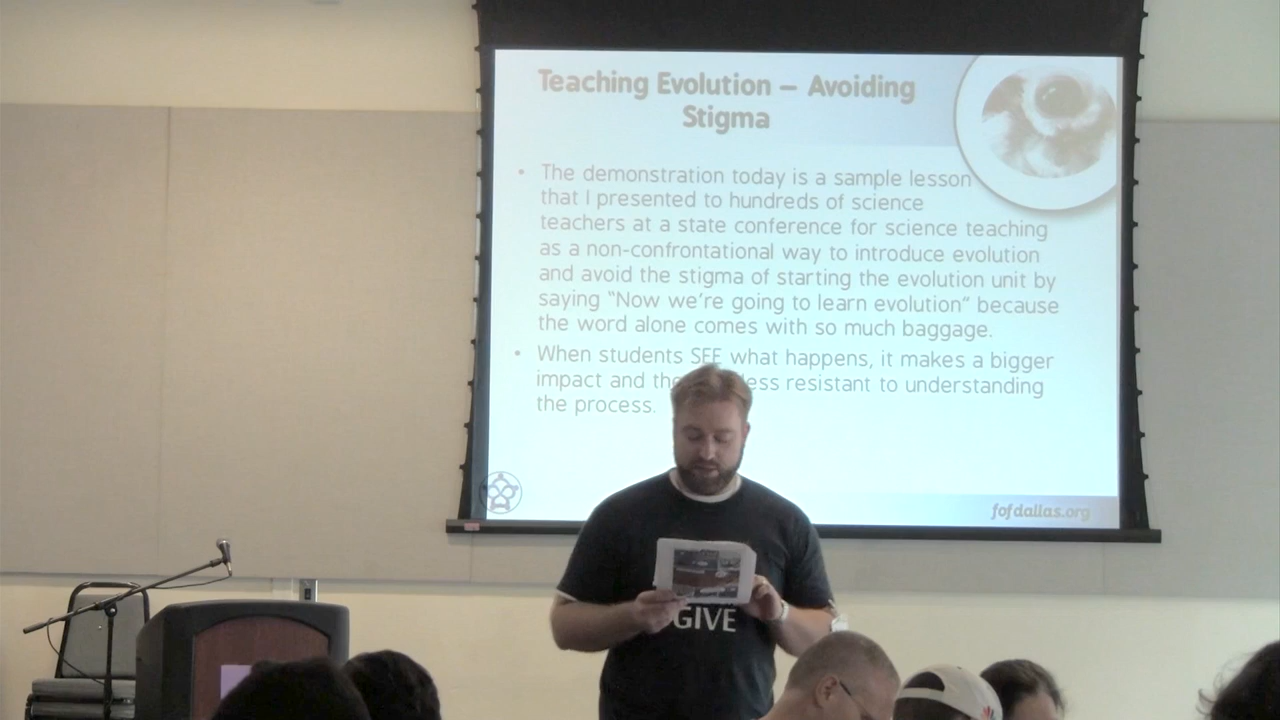 Teaching Evolution – Avoiding
Stigma
• The demonstration today is a sample lesson
that I presented to hundreds of science
teachers at a state conference for science teaching
as a non-confrontational way to introduce evolution
and avoid the stigma of starting the evolution unit by
saying "Now we're going to learn evolution" because
the word alone comes with so much baggage.
• When students SEE what happens, it makes a bigger
impact and less resistant to understanding
the process.
fofdallas.org
GIVE